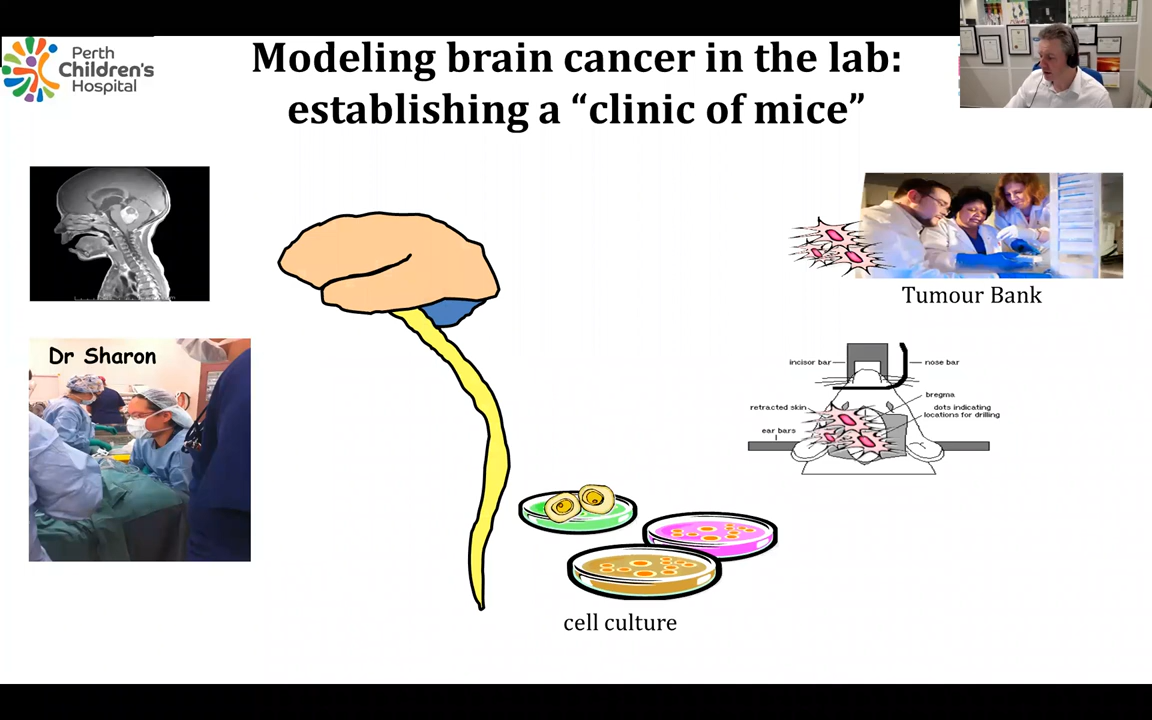 Perth
Children's
Hospital
Modeling brain cancer in the lab:
establishing a “clinic of mice”
Tumour Bank
Dr Sharon
incisor bar
nose bar
bregma
retracted skin
dots indicating
locations for drilling
ear bars
cell culture